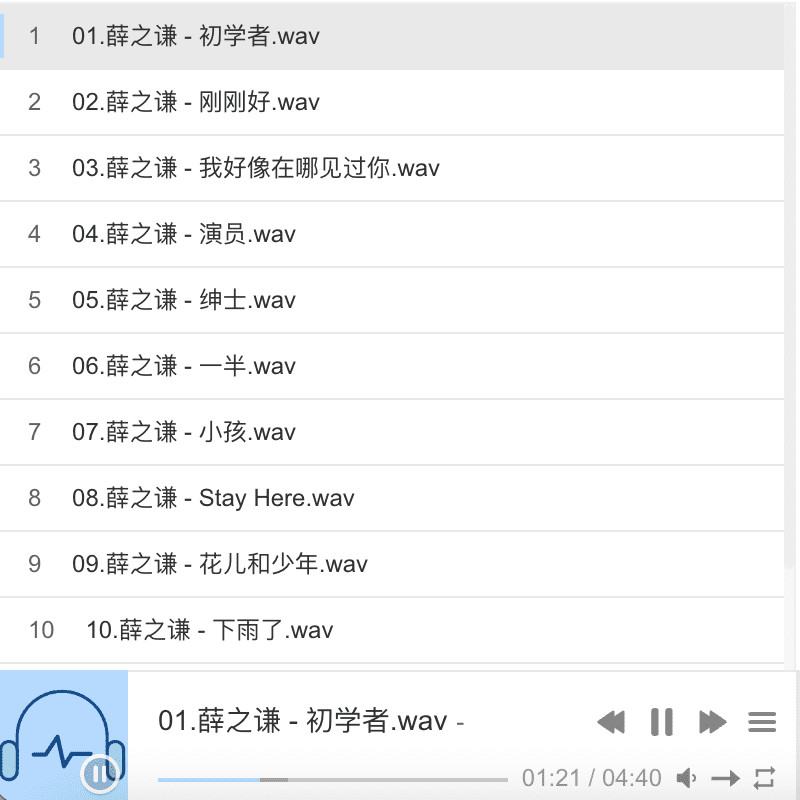 1 01.薛之谦 - 初学者.wav
2 02.薛之谦 - 刚刚好.wav
3 03.薛之谦 - 我好像在哪见过你.wav
4 04.薛之谦 - 演员.wav
5 05.薛之谦 - 绅士.wav
6 06.薛之谦 - 一半.wav
7 07.薛之谦 - 小孩.wav
8 08.薛之谦 - Stay Here.wav
9 09.薛之谦 - 花儿和少年.wav
10 10.薛之谦 - 下雨了.wav
01.薛之谦 - 初学者.wav -
01:21 / 04:40